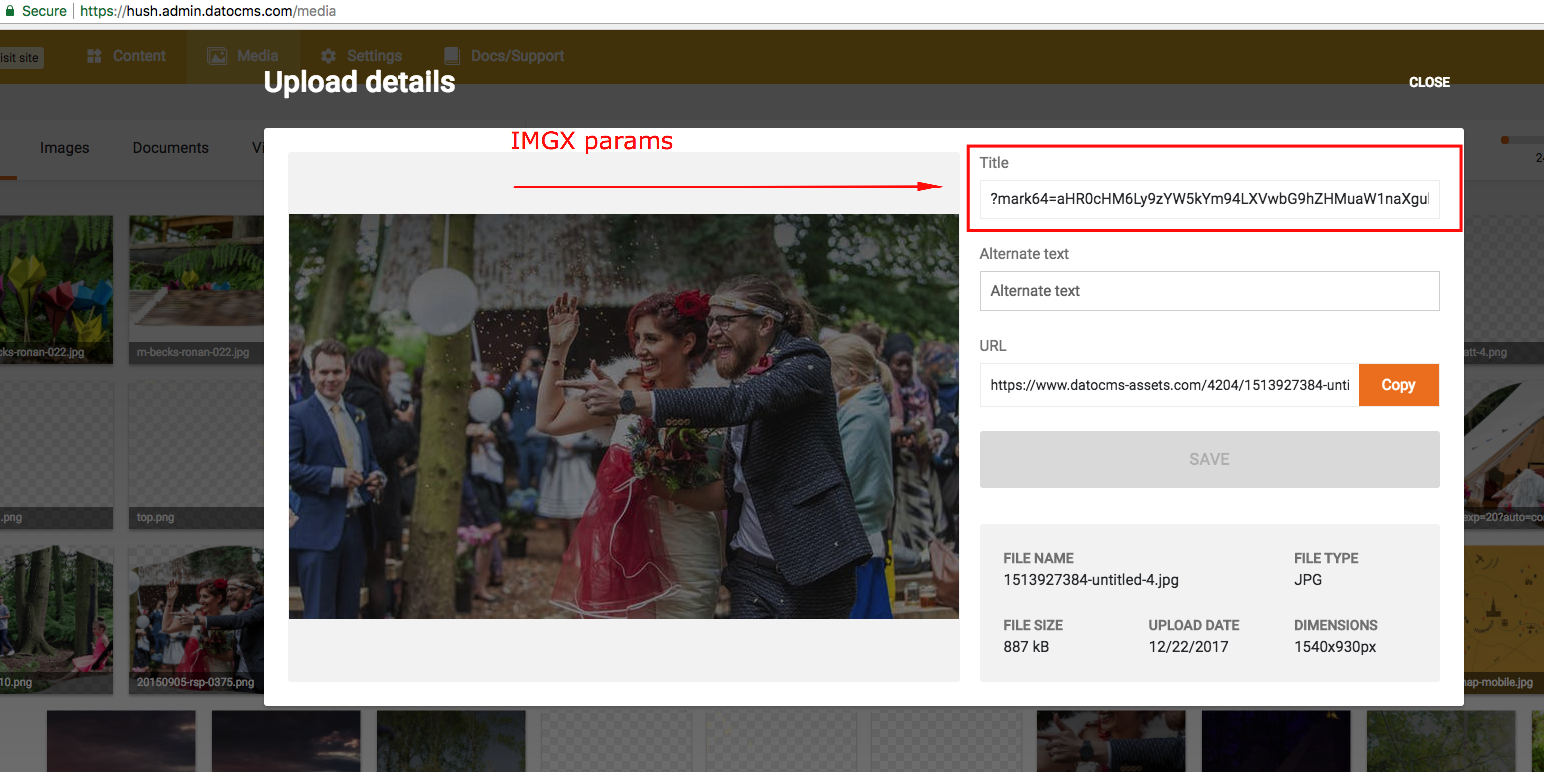 Secure https://hush.admin.datocms.com/media
isit site Content Media Settings Docs/Support
Upload details CLOSE
Images Documents Vi
IMGX params
Title
?mark64=aHR0cHM6Ly9zYW5kYm94LXVwbG9hZHMuaW1naXgu
Alternate text
Alternate text
URL
https://www.datocms-assets.com/4204/1513927384-unti Copy
SAVE
FILE NAME FILE TYPE
1513927384-untitled-4.jpg JPG
FILE SIZE UPLOAD DATE DIMENSIONS
887 kB 12/22/2017 1540x930px
cks-ronan-022.jpg m-becks-ronan-022.jpg att-4.png
.png top.png exp=20?auto=co
10.png 20150905-rsp-0375.png map-mobile.jpg